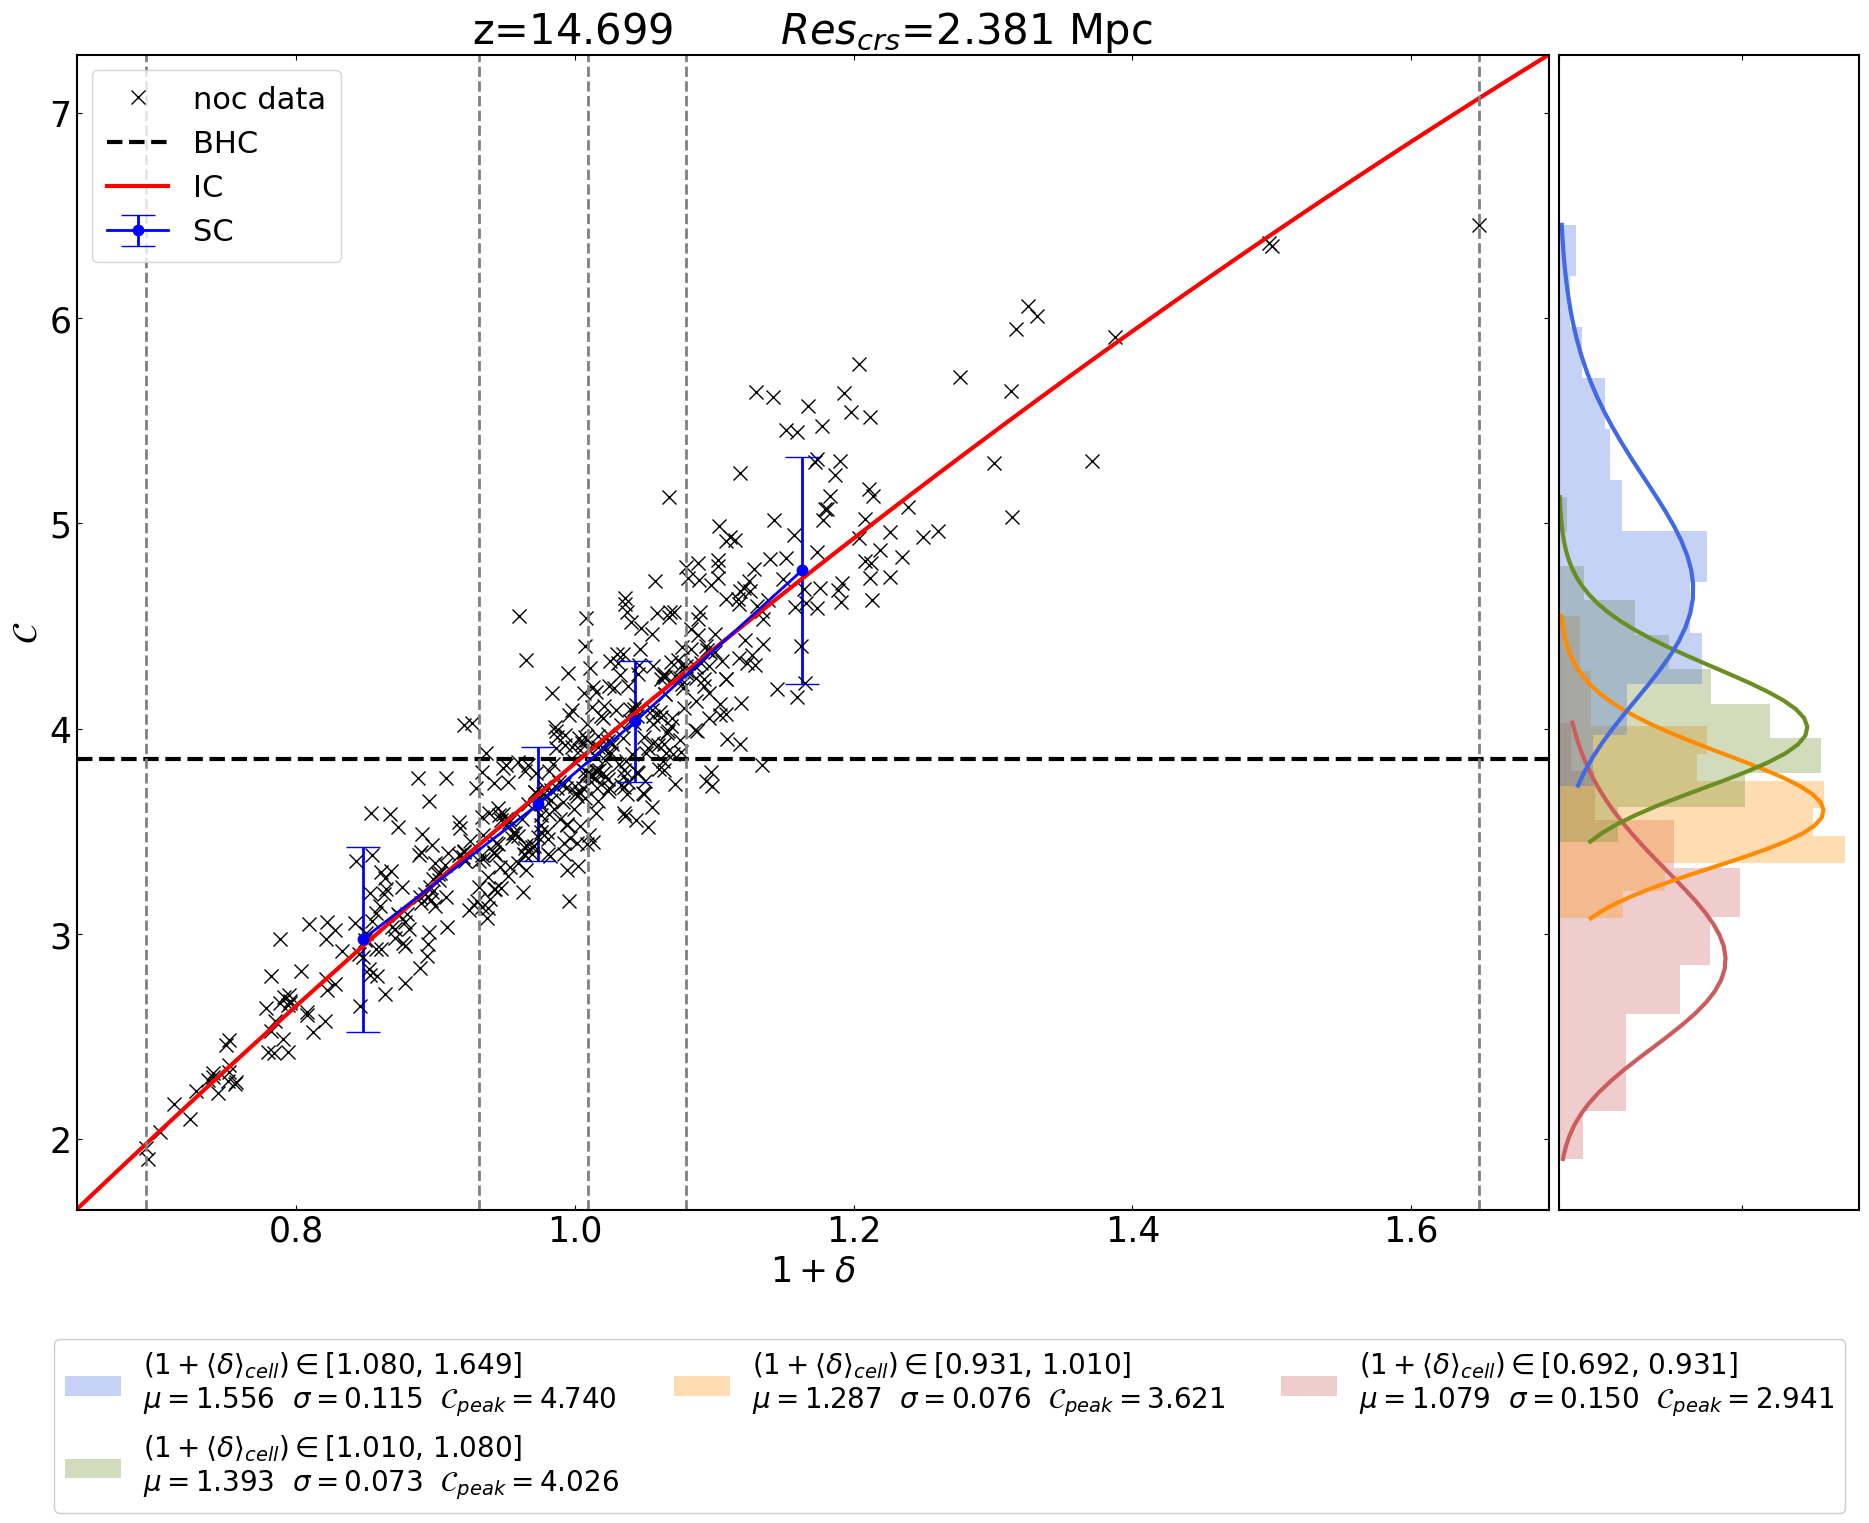 z=14.699 Res_crs=2.381 Mpc
noc data
BHC
IC
SC
7
6
5
4
3
2
𝒞
0.8 1.0 1.2 1.4 1.6
1 + δ
(1 + ⟨δ⟩_cell) ∈ [1.080, 1.649]
μ = 1.556 σ = 0.115 𝒞_peak = 4.740
(1 + ⟨δ⟩_cell) ∈ [1.010, 1.080]
μ = 1.393 σ = 0.073 𝒞_peak = 4.026
(1 + ⟨δ⟩_cell) ∈ [0.931, 1.010]
μ = 1.287 σ = 0.076 𝒞_peak = 3.621
(1 + ⟨δ⟩_cell) ∈ [0.692, 0.931]
μ = 1.079 σ = 0.150 𝒞_peak = 2.941